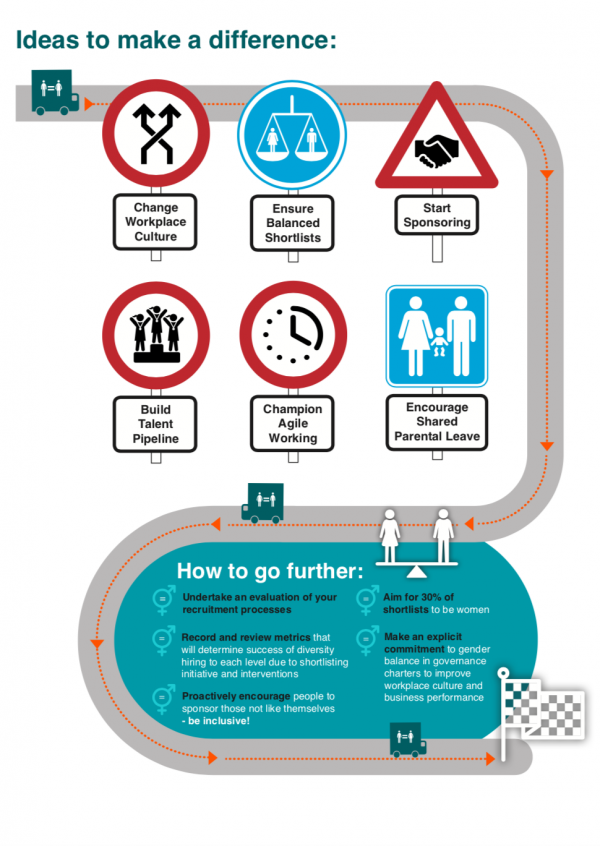 Ideas to make a difference:
Change
Workplace
Culture
Ensure
Balanced
Shortlists
Start
Sponsoring
Build
Talent
Pipeline
Champion
Agile
Working
Encourage
Shared
Parental Leave
How to go further:
Undertake an evaluation of your
recruitment processes
Record and review metrics that
will determine success of diversity
hiring to each level due to shortlisting
initiative and interventions
Proactively encourage people to
sponsor those not like themselves
- be inclusive!
Aim for 30% of
shortlists to be women
Make an explicit
commitment to gender
balance in governance
charters to improve
workplace culture and
business performance